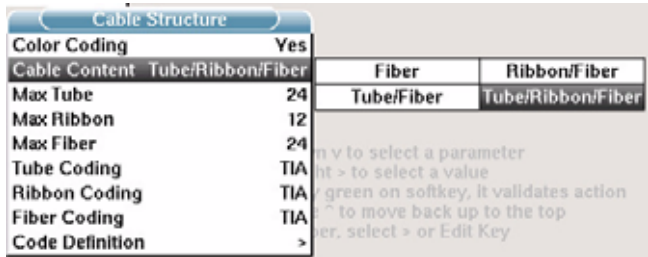 Cable Structure
Color Coding Yes
Cable Content Tube/Ribbon/Fiber
Max Tube 24
Max Ribbon 12
Max Fiber 24
Tube Coding TIA
Ribbon Coding TIA
Fiber Coding TIA
Code Definition >
Fiber Ribbon/Fiber
Tube/Fiber Tube/Ribbon/Fiber
v to select a parameter
> to select a value
green on softkey, it validates action
^ to move back up to the top
select > or Edit Key